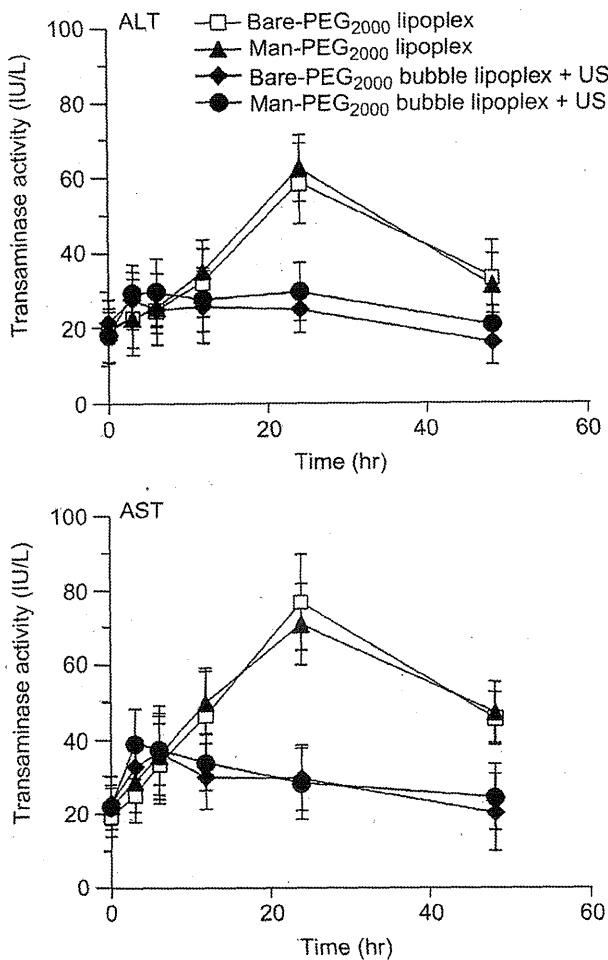 ALT
Bare-PEG2000 lipoplex
Man-PEG2000 lipoplex
Bare-PEG2000 bubble lipoplex + US
Man-PEG2000 bubble lipoplex + US
Transaminase activity (IU/L)
100
80
60
40
20
0
0
20
40
60
Time (hr)
AST
Transaminase activity (IU/L)
100
80
60
40
20
0
0
20
40
60
Time (hr)